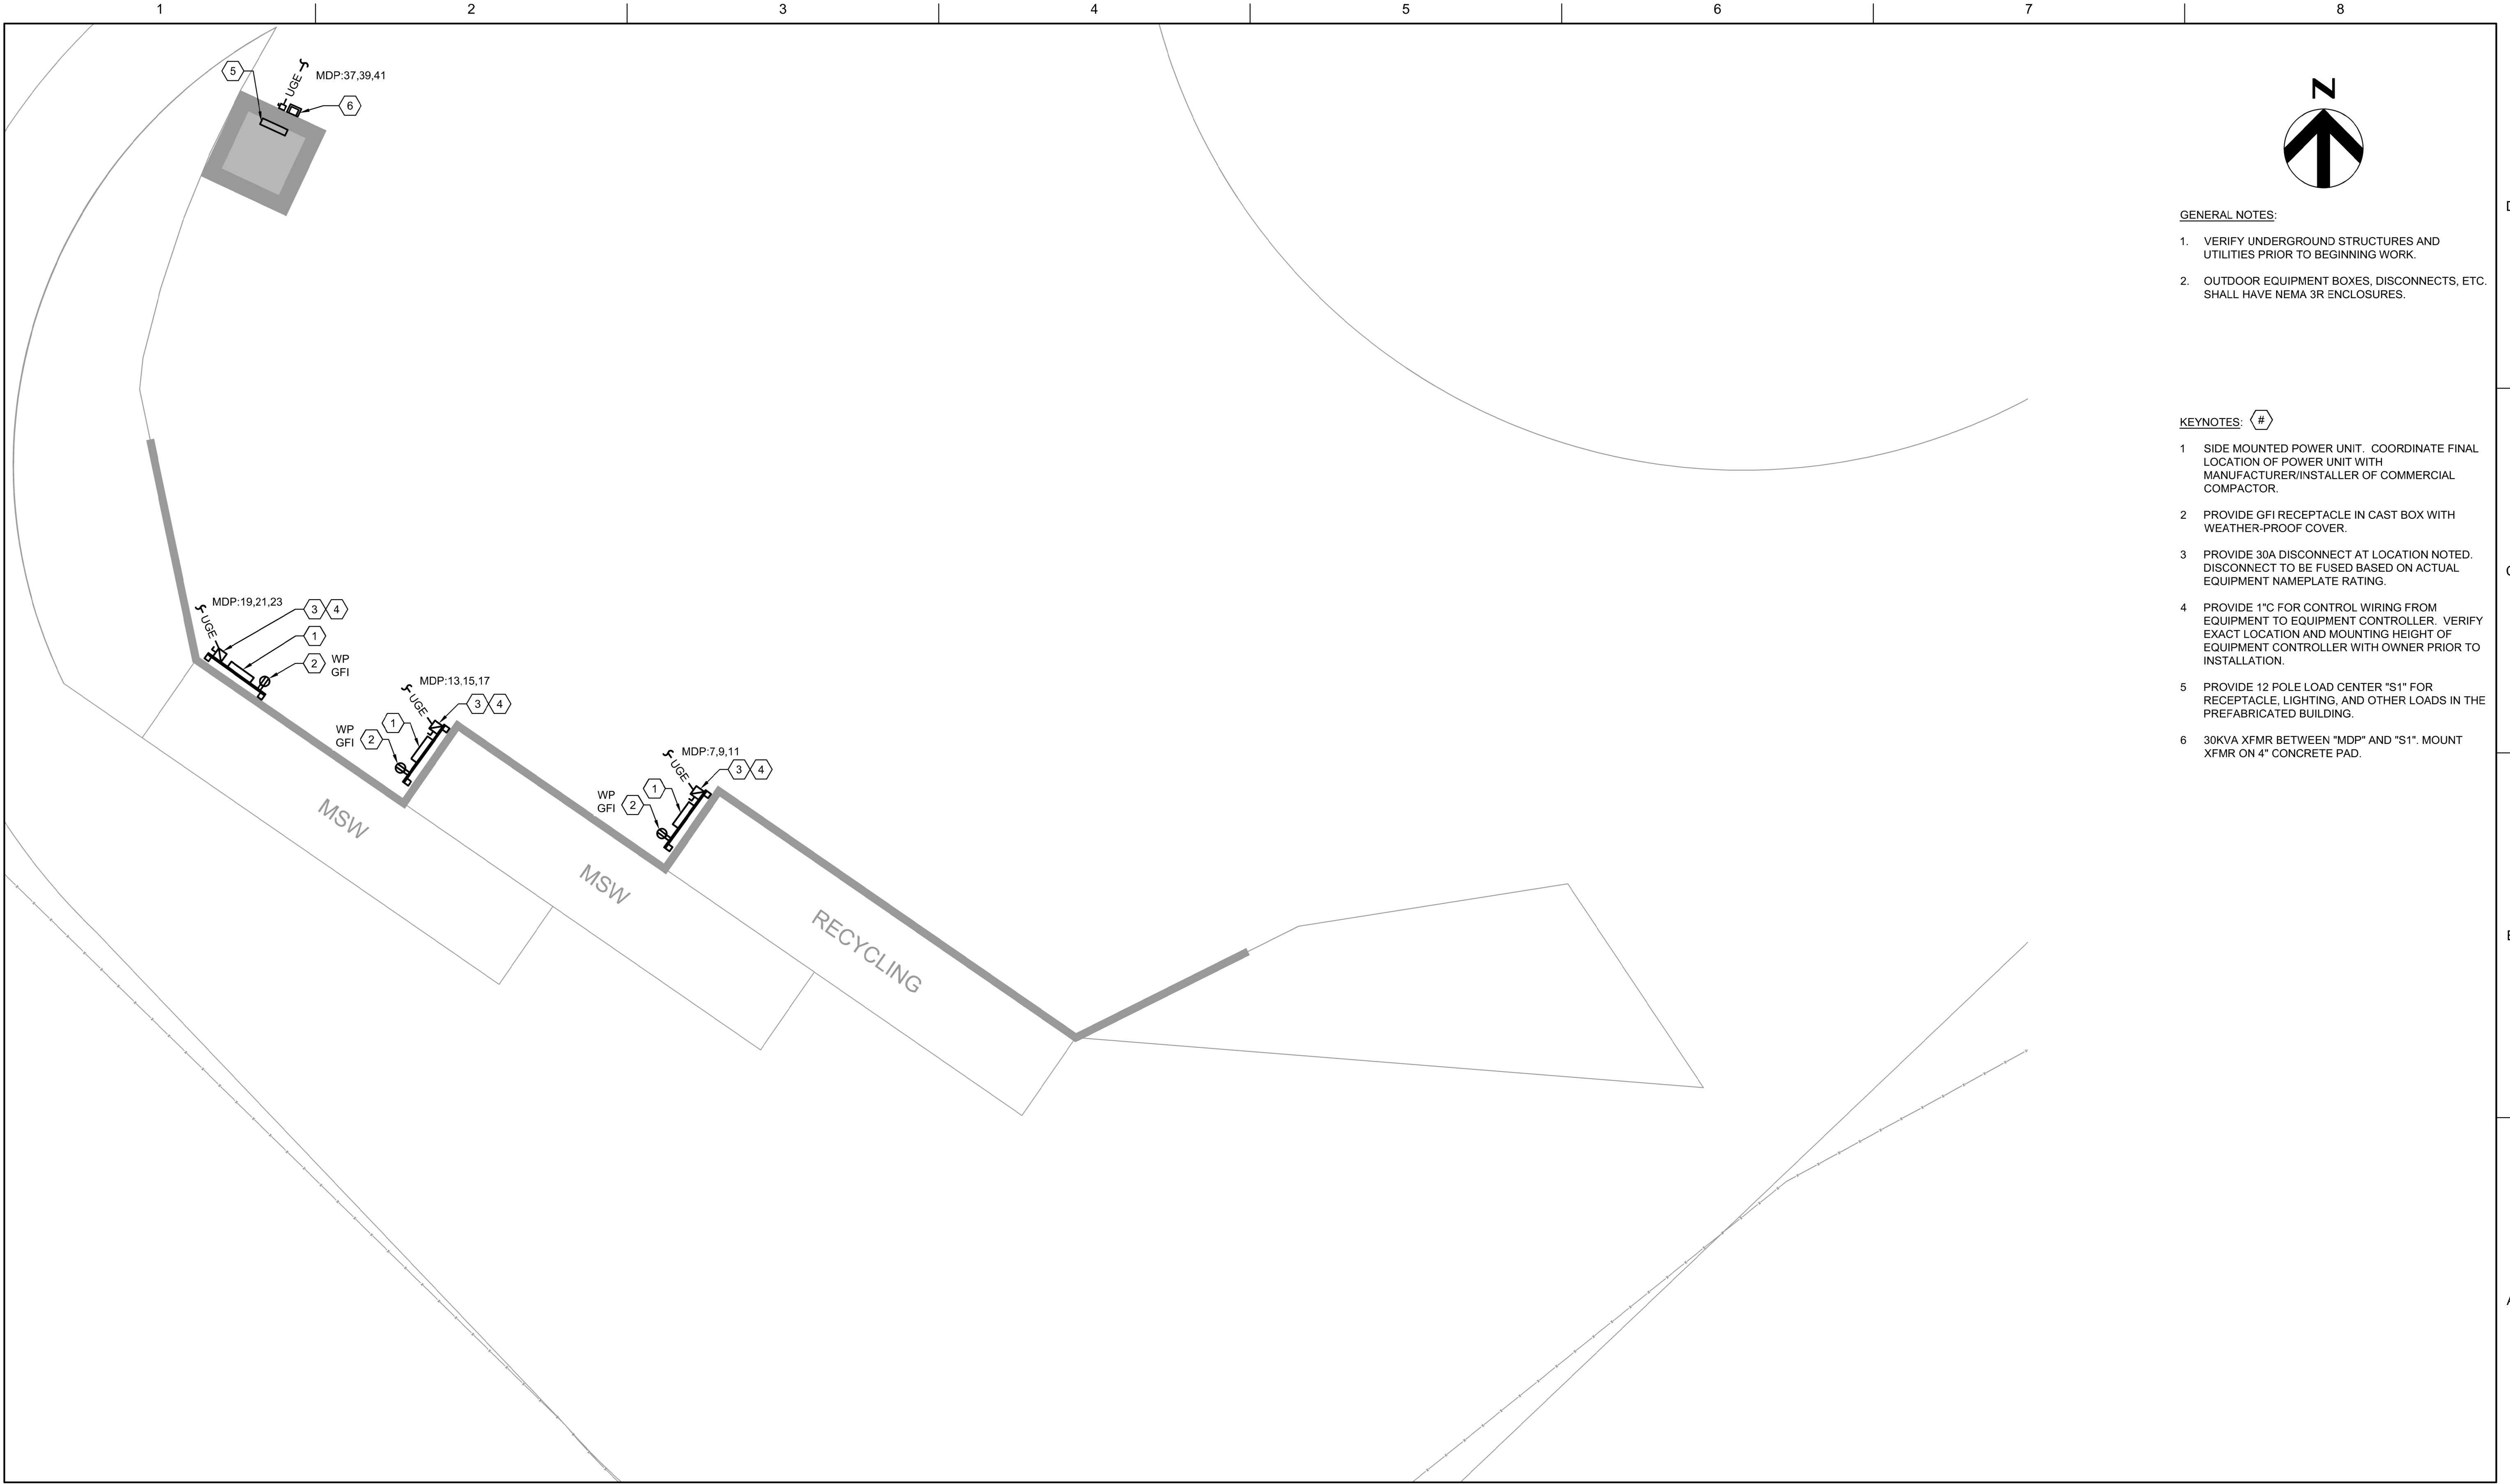 1 2 3 4 5 6 7 8
5
UGE
MDP:37,39,41
6
N
D
GENERAL NOTES:
1. VERIFY UNDERGROUND STRUCTURES AND
UTILITIES PRIOR TO BEGINNING WORK.
2. OUTDOOR EQUIPMENT BOXES, DISCONNECTS, ETC.
SHALL HAVE NEMA 3R ENCLOSURES.
KEYNOTES: #
1 SIDE MOUNTED POWER UNIT. COORDINATE FINAL
LOCATION OF POWER UNIT WITH
MANUFACTURER/INSTALLER OF COMMERCIAL
COMPACTOR.
2 PROVIDE GFI RECEPTACLE IN CAST BOX WITH
WEATHER-PROOF COVER.
3 PROVIDE 30A DISCONNECT AT LOCATION NOTED.
DISCONNECT TO BE FUSED BASED ON ACTUAL
EQUIPMENT NAMEPLATE RATING.
4 PROVIDE 1"C FOR CONTROL WIRING FROM
EQUIPMENT TO EQUIPMENT CONTROLLER. VERIFY
EXACT LOCATION AND MOUNTING HEIGHT OF
EQUIPMENT CONTROLLER WITH OWNER PRIOR TO
INSTALLATION.
5 PROVIDE 12 POLE LOAD CENTER "S1" FOR
RECEPTACLE, LIGHTING, AND OTHER LOADS IN THE
PREFABRICATED BUILDING.
6 30KVA XFMR BETWEEN "MDP" AND "S1". MOUNT
XFMR ON 4" CONCRETE PAD.
MDP:19,21,23
UGE
3 4
1
2 WP
GFI
MDP:13,15,17
UGE
3 4
1
WP
GFI 2
MDP:7,9,11
UGE
3 4
1
WP
GFI 2
MSW
MSW
RECYCLING